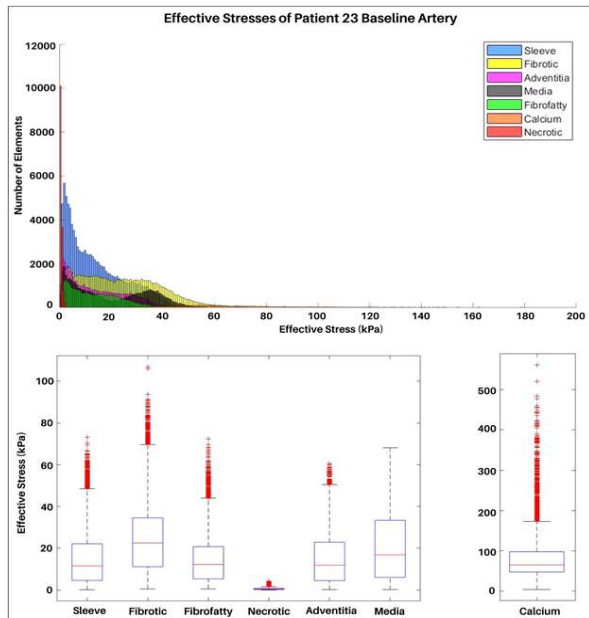 Effective Stresses of Patient 23 Baseline Artery
12000
10000
8000
6000
4000
2000
0
Number of Elements
Sleeve
Fibrotic
Adventitia
Media
Fibrofatty
Calcium
Necrotic
0 20 40 60 80 100 120 140 160 180 200
Effective Stress (kPa)
Effective Stress (kPa)
100
80
60
40
20
0
Sleeve Fibrotic Fibrofatty Necrotic Adventitia Media
500
400
300
200
100
0
Calcium